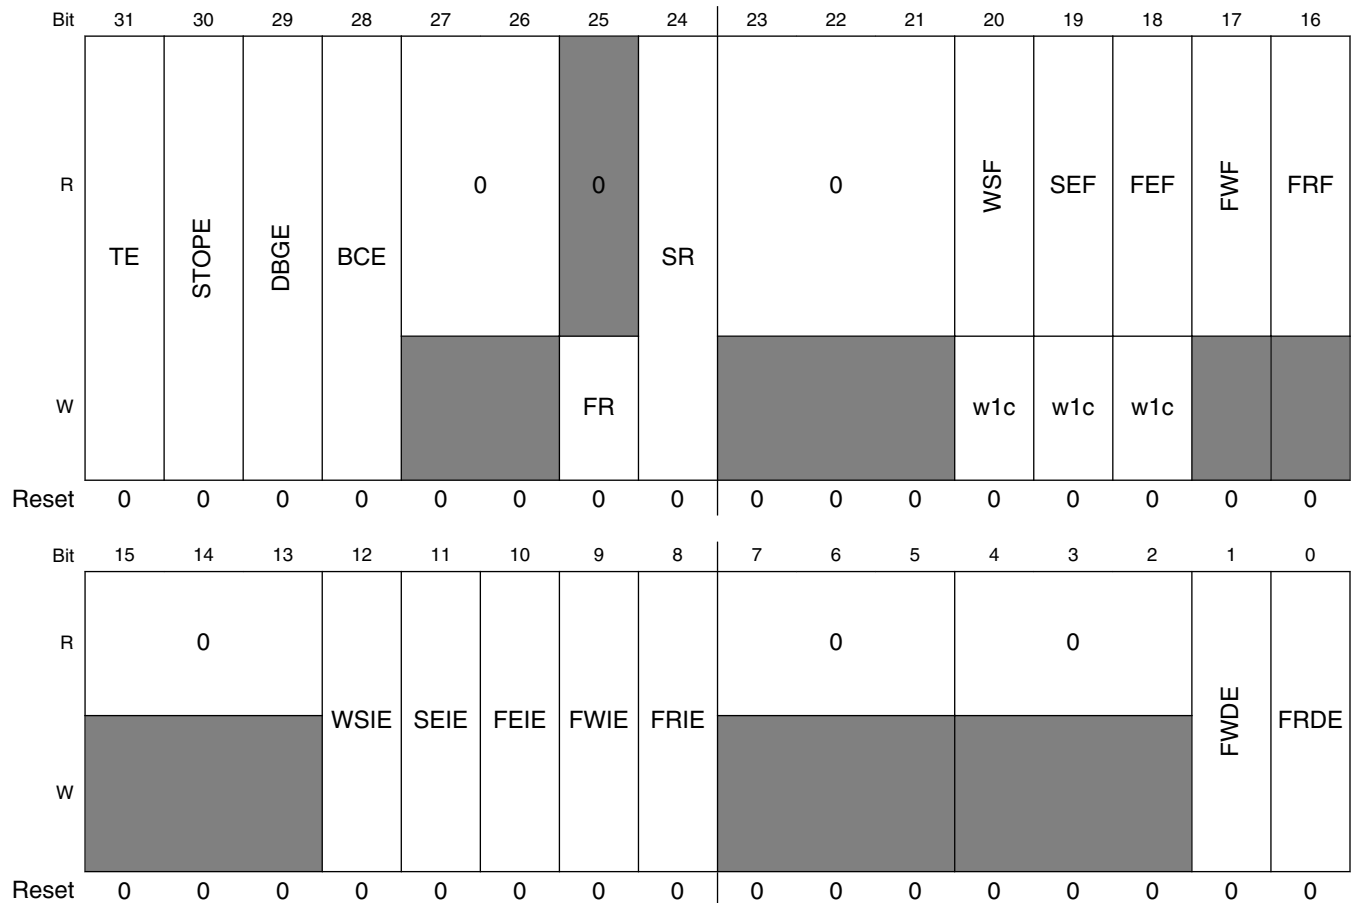 Bit 31 30 29 28 27 26 25 24 23 22 21 20 19 18 17 16
R 0 0 0 WSF SEF FEF FWF FRF
TE STOPE DBGE BCE SR
W FR w1c w1c w1c
Reset 0 0 0 0 0 0 0 0 0 0 0 0 0 0 0 0
Bit 15 14 13 12 11 10 9 8 7 6 5 4 3 2 1 0
R 0 0 0
WSIE SEIE FEIE FWIE FRIE FWDE FRDE
W
Reset 0 0 0 0 0 0 0 0 0 0 0 0 0 0 0 0